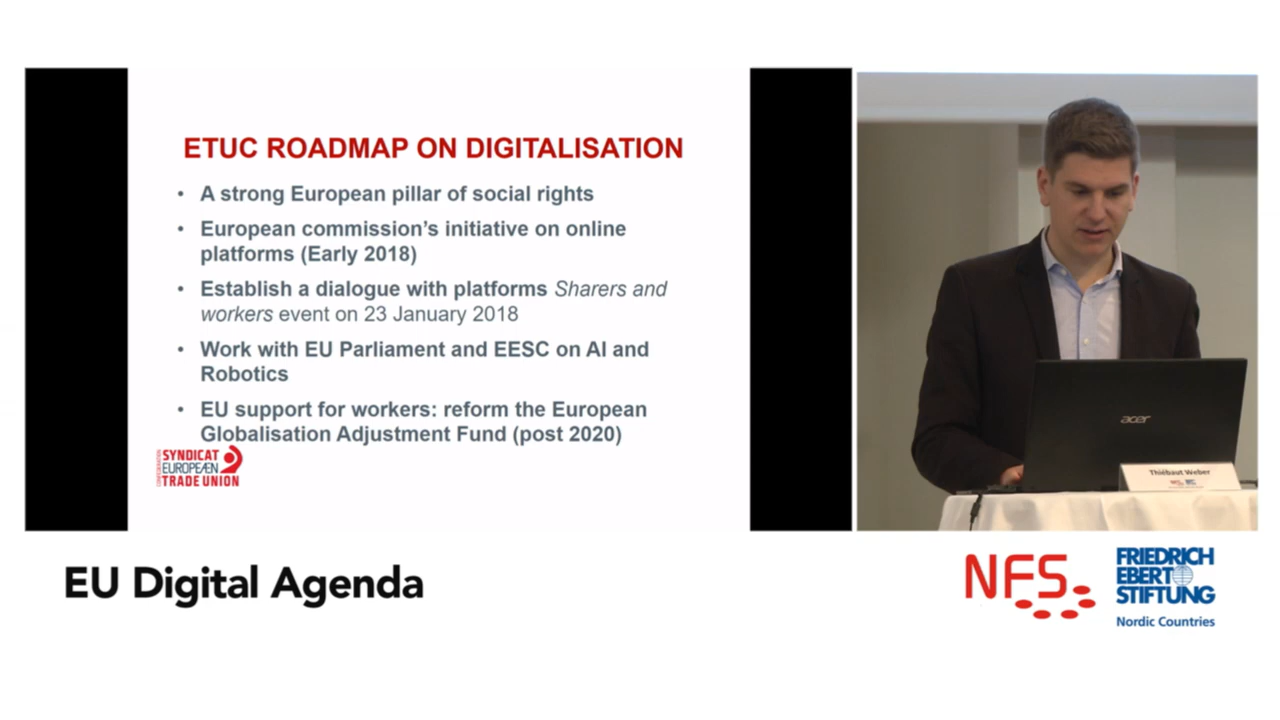 ETUC ROADMAP ON DIGITALISATION
• A strong European pillar of social rights
• European commission's initiative on online
platforms (Early 2018)
• Establish a dialogue with platforms Sharers and
workers event on 23 January 2018
• Work with EU Parliament and EESC on AI and
Robotics
• EU support for workers: reform the European
Globalisation Adjustment Fund (post 2020)
CONFEDERATION
SYNDICAT
EUROPEÆN
TRADE UNION
acer
Thiébaut Weber
EU Digital Agenda
NFS
FRIEDRICH
EBERT
STIFTUNG
Nordic Countries